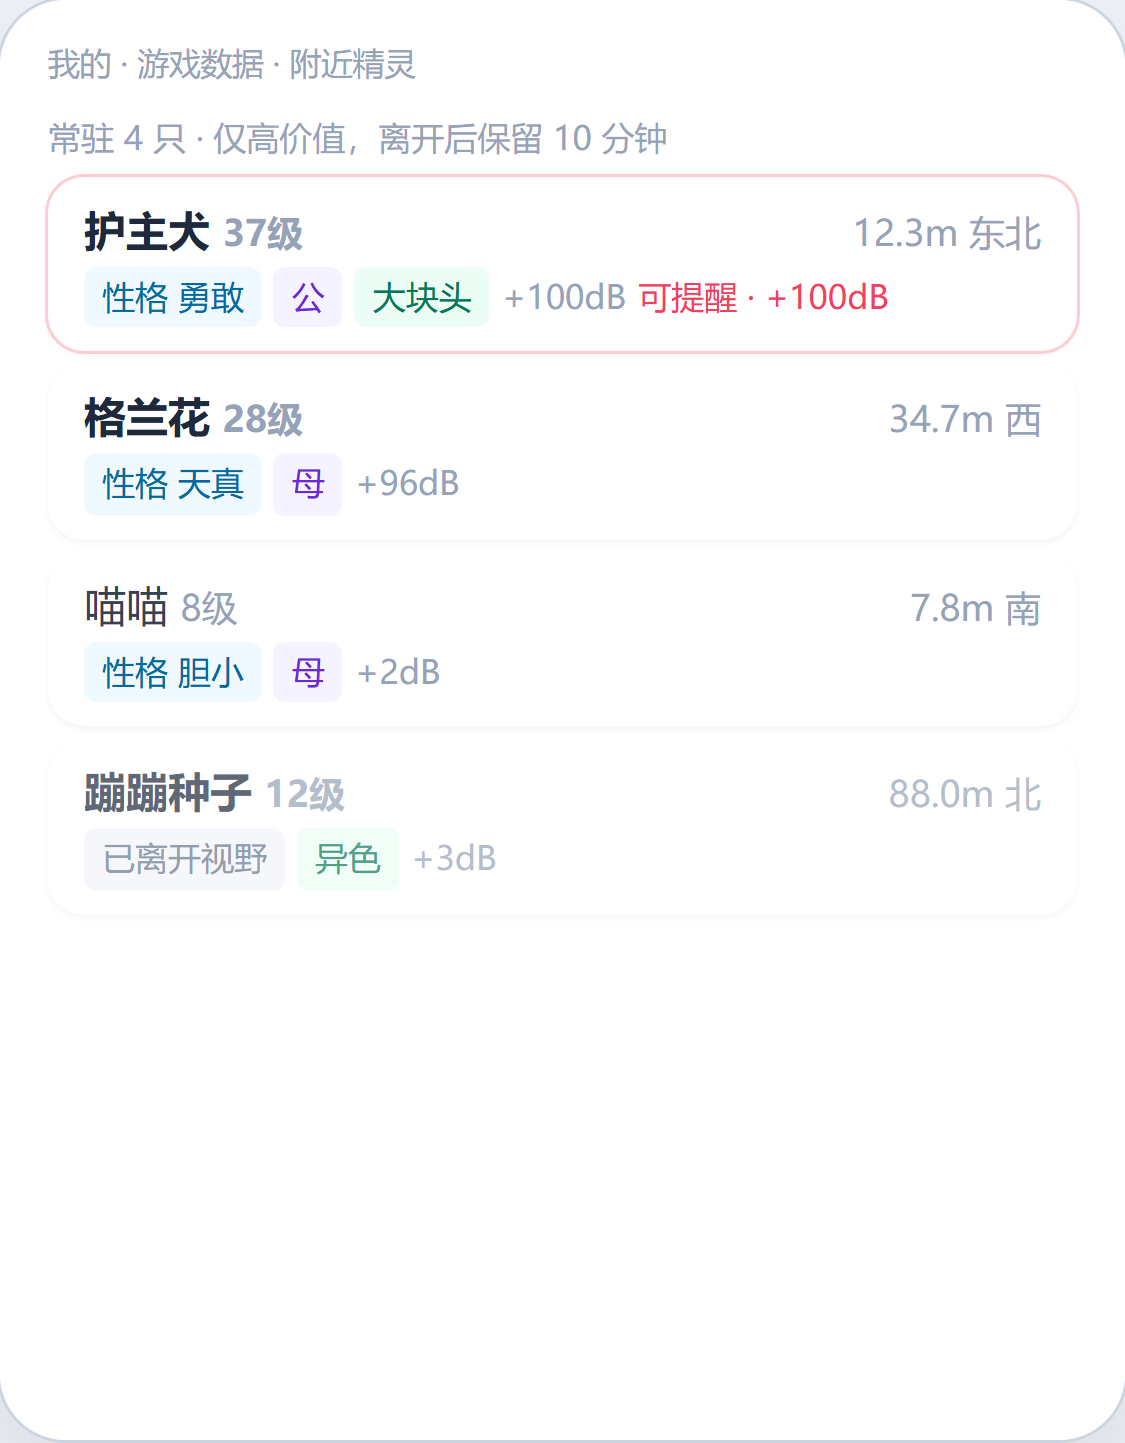 我的 · 游戏数据 · 附近精灵
常驻 4 只 · 仅高价值，离开后保留 10 分钟
护主犬 37级 12.3m 东北
性格 勇敢 公 大块头 +100dB 可提醒 · +100dB
格兰花 28级 34.7m 西
性格 天真 母 +96dB
喵喵 8级 7.8m 南
性格 胆小 母 +2dB
蹦蹦种子 12级 88.0m 北
已离开视野 异色 +3dB